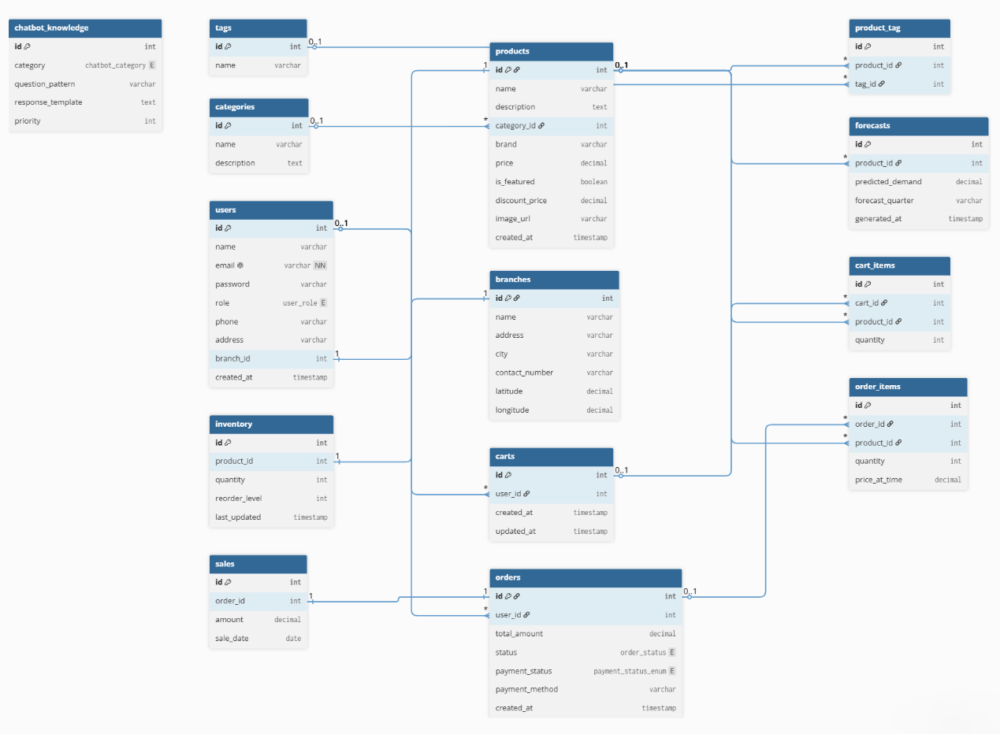 chatbot_knowledge
id int
category chatbot_category E
question_pattern varchar
response_template text
priority int
tags
id int 0..1
name varchar
categories
id int 0..1
name varchar
description text
users
id int 0..1
name varchar
email @ varchar NN
password varchar
role user_role E
phone varchar
address varchar
branch_id int 1
created_at timestamp
inventory
id int
product_id int 1
quantity int
reorder_level int
last_updated timestamp
sales
id int
order_id int 1
amount decimal
sale_date date
products
1 id int 0..1
name varchar
description text
* category_id int
brand varchar
price decimal
is_featured boolean
discount_price decimal
image_url varchar
created_at timestamp
branches
1 id int
name varchar
address varchar
city varchar
contact_number varchar
latitude decimal
longitude decimal
carts
id int 0..1
* user_id int
created_at timestamp
updated_at timestamp
orders
1 id int 0..1
* user_id int
total_amount decimal
status order_status E
payment_status payment_status_enum E
payment_method varchar
created_at timestamp
product_tag
id int
* product_id int
* tag_id int
forecasts
id int
* product_id int
predicted_demand decimal
forecast_quarter varchar
generated_at timestamp
cart_items
id int
* cart_id int
* product_id int
quantity int
order_items
id int
* order_id int
* product_id int
quantity int
price_at_time decimal